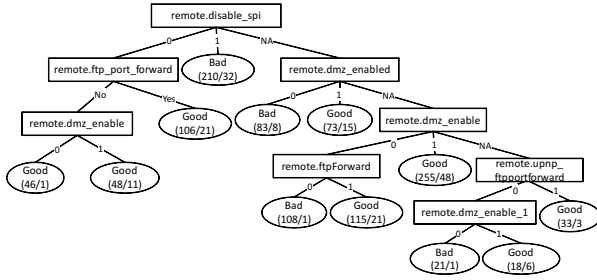 remote.disable_spi
0
1
NA
remote.ftp_port_forward
Bad
(210/32)
remote.dmz_enabled
No
Yes
0
1
NA
remote.dmz_enable
Good
(106/21)
Bad
(83/8)
Good
(73/15)
remote.dmz_enable
0
1
0
1
NA
Good
(46/1)
Good
(48/11)
remote.ftpForward
Good
(255/48)
remote.upnp_
ftpportforward
0
1
0
1
Bad
(108/1)
Good
(115/21)
remote.dmz_enable_1
Good
(33/3
0
1
Bad
(21/1)
Good
(18/6)